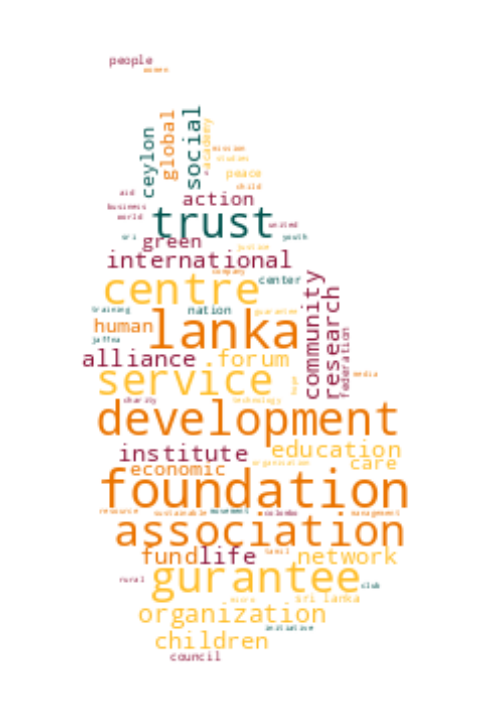 people
women
social
global
ceylon
academy
mission
studies
peace
child
aid
action
business
world
trust
united
sri
green
youth
justice
international
company
center
centre
community
research
training
nation
guarantee
human
lanka
jaffna
federation
alliance
forum
service
media
hope
charity
technology
development
institute
education
organisation
economic
care
foundation
resource
sustainable
movement
colombo
management
association
fund
life
tamil
network
gurantee
rural
club
micro
sri lanka
organization
initiative
children
council